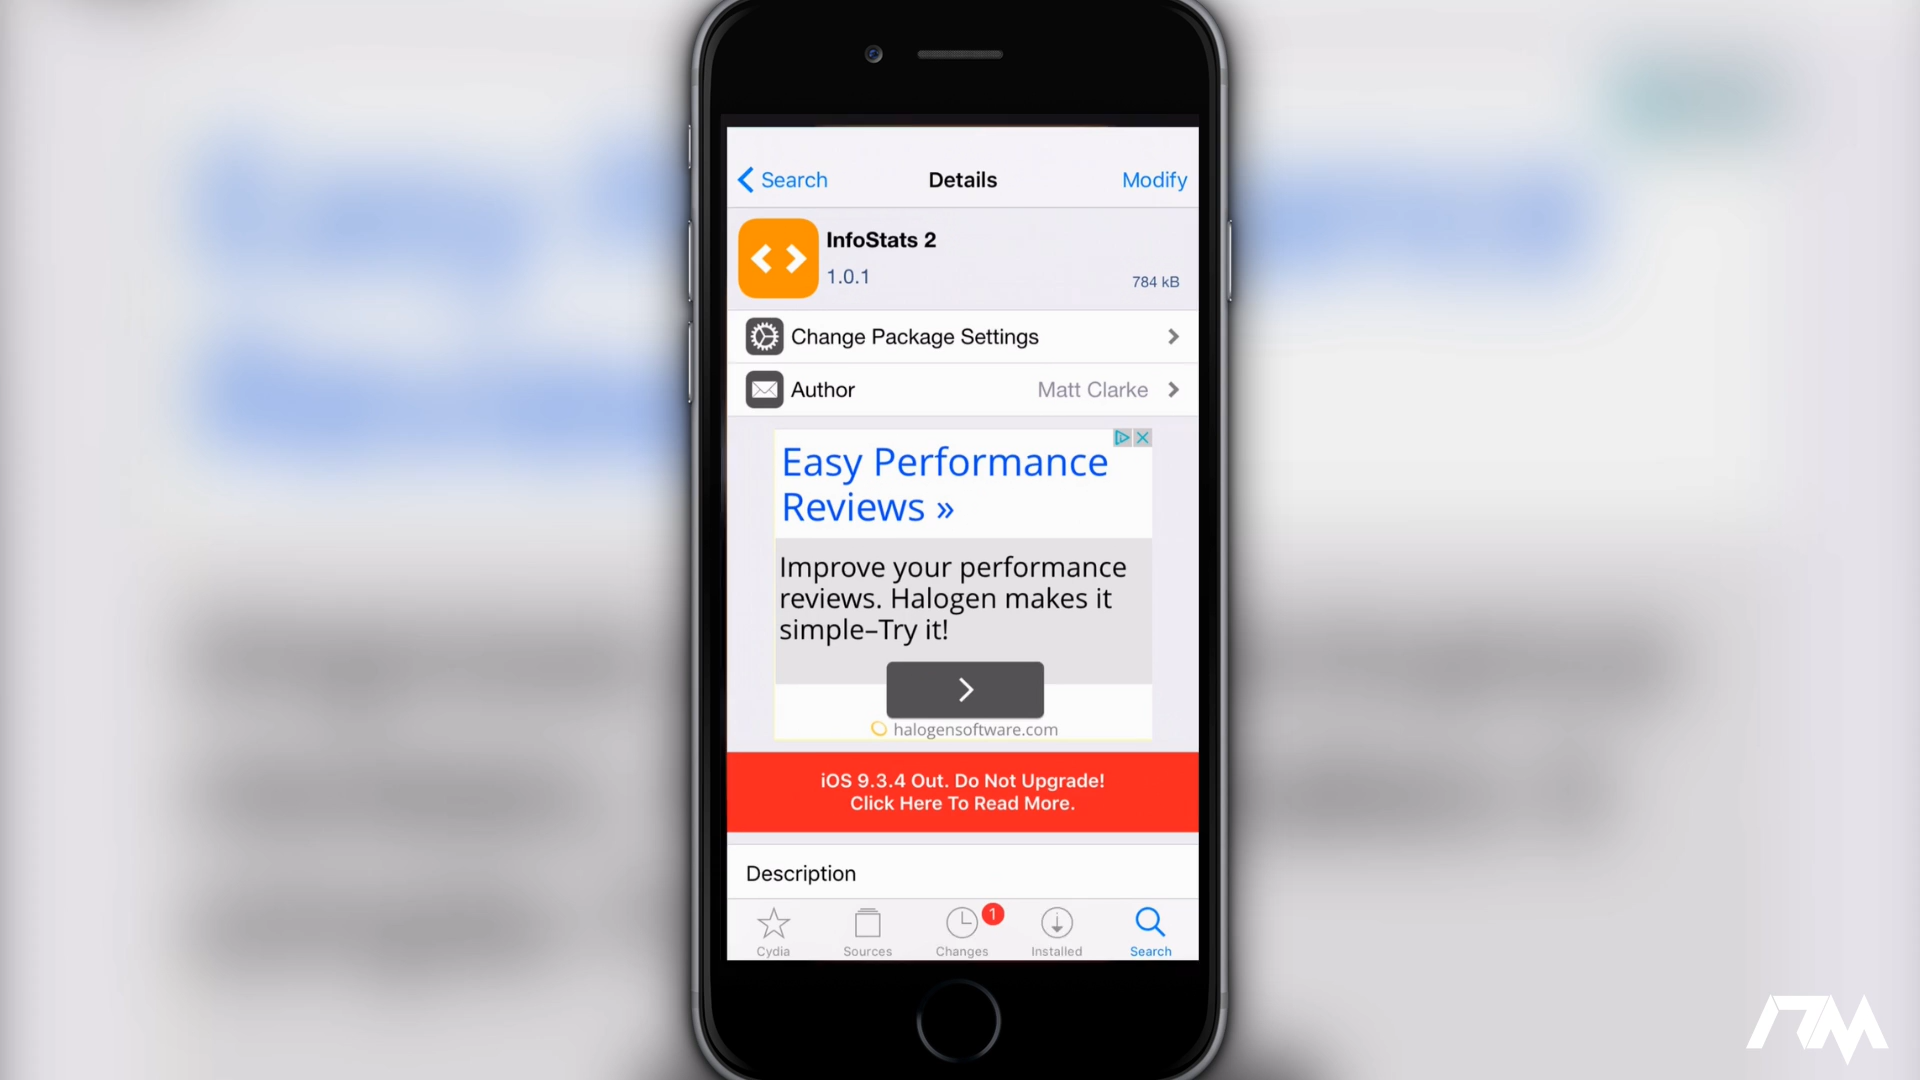 Search
Details
Modify
InfoStats 2
1.0.1
784 kB
Change Package Settings
Author
Matt Clarke
Easy Performance
Reviews »
Improve your performance
reviews. Halogen makes it
simple–Try it!
halogensoftware.com
iOS 9.3.4 Out. Do Not Upgrade!
Click Here To Read More.
Description
1
Cydia
Sources
Changes
Installed
Search